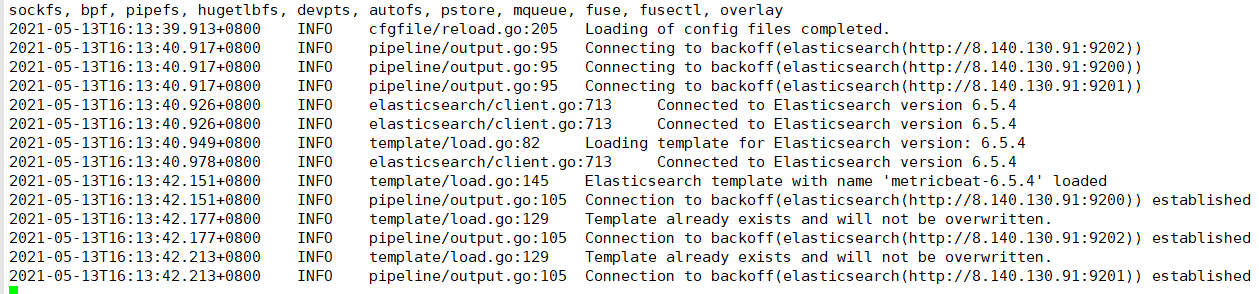 sockfs, bpf, pipefs, hugetlbfs, devpts, autofs, pstore, mqueue, fuse, fusectl, overlay
2021-05-13T16:13:39.913+0800    INFO    cfgfile/reload.go:205   Loading of config files completed.
2021-05-13T16:13:40.917+0800    INFO    pipeline/output.go:95   Connecting to backoff(elasticsearch(http://8.140.130.91:9202))
2021-05-13T16:13:40.917+0800    INFO    pipeline/output.go:95   Connecting to backoff(elasticsearch(http://8.140.130.91:9200))
2021-05-13T16:13:40.917+0800    INFO    pipeline/output.go:95   Connecting to backoff(elasticsearch(http://8.140.130.91:9201))
2021-05-13T16:13:40.926+0800    INFO    elasticsearch/client.go:713     Connected to Elasticsearch version 6.5.4
2021-05-13T16:13:40.926+0800    INFO    elasticsearch/client.go:713     Connected to Elasticsearch version 6.5.4
2021-05-13T16:13:40.949+0800    INFO    template/load.go:82     Loading template for Elasticsearch version: 6.5.4
2021-05-13T16:13:40.978+0800    INFO    elasticsearch/client.go:713     Connected to Elasticsearch version 6.5.4
2021-05-13T16:13:42.151+0800    INFO    template/load.go:145    Elasticsearch template with name 'metricbeat-6.5.4' loaded
2021-05-13T16:13:42.151+0800    INFO    pipeline/output.go:105  Connection to backoff(elasticsearch(http://8.140.130.91:9200)) established
2021-05-13T16:13:42.177+0800    INFO    template/load.go:129    Template already exists and will not be overwritten.
2021-05-13T16:13:42.177+0800    INFO    pipeline/output.go:105  Connection to backoff(elasticsearch(http://8.140.130.91:9202)) established
2021-05-13T16:13:42.213+0800    INFO    template/load.go:129    Template already exists and will not be overwritten.
2021-05-13T16:13:42.213+0800    INFO    pipeline/output.go:105  Connection to backoff(elasticsearch(http://8.140.130.91:9201)) established